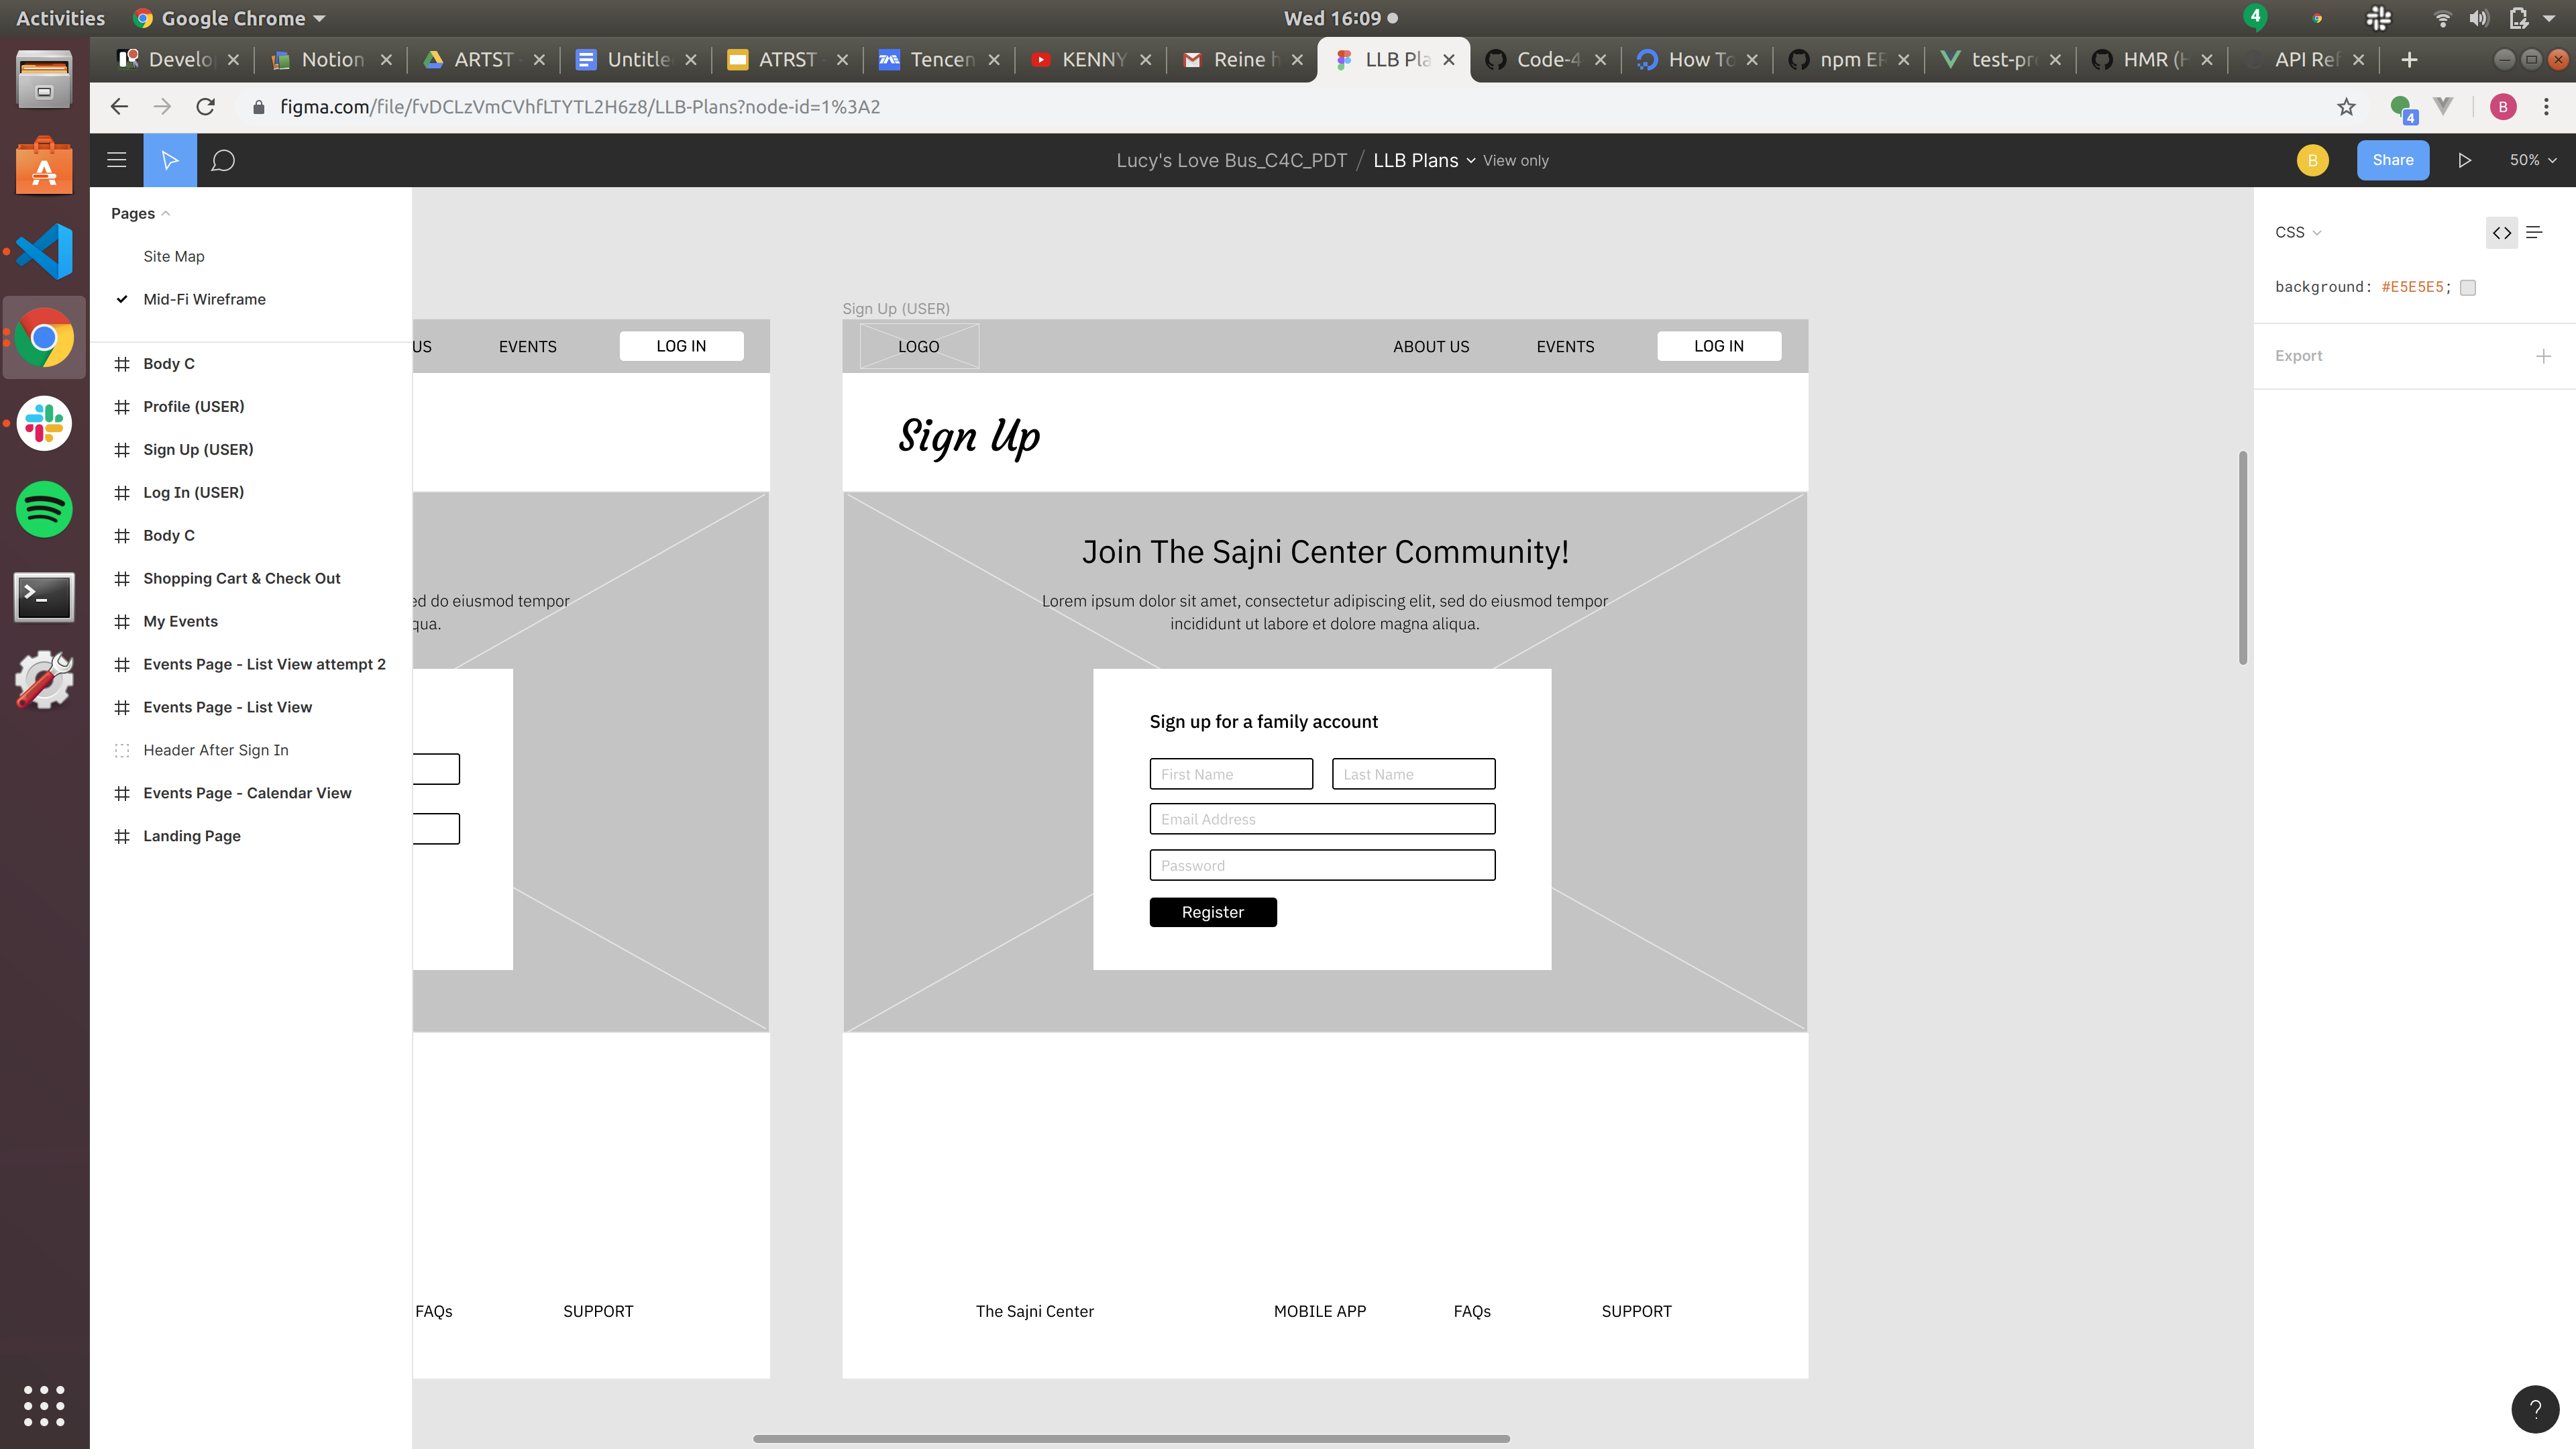 Activities Google Chrome Wed 16:09 4
Develo Notion ARTST - Untitle ATRST - Tencen KENNY Reine h LLB Pla Code-4 How To npm ER test-pro HMR (H API Ref
figma.com/file/fvDCLzVmCVhfLTYTL2H6z8/LLB-Plans?node-id=1%3A2 4 B
Lucy's Love Bus_C4C_PDT / LLB Plans View only B Share 50%
Pages
Site Map
Mid-Fi Wireframe
Body C
Profile (USER)
Sign Up (USER)
Log In (USER)
Body C
Shopping Cart & Check Out
My Events
Events Page - List View attempt 2
Events Page - List View
Header After Sign In
Events Page - Calendar View
Landing Page
US EVENTS LOG IN
ed do eiusmod tempor
qua.
FAQs SUPPORT
Sign Up (USER)
LOGO ABOUT US EVENTS LOG IN
Sign Up
Join The Sajni Center Community!
Lorem ipsum dolor sit amet, consectetur adipiscing elit, sed do eiusmod tempor
incididunt ut labore et dolore magna aliqua.
Sign up for a family account
First Name Last Name
Email Address
Password
Register
The Sajni Center MOBILE APP FAQs SUPPORT
CSS
background: #E5E5E5;
Export
?